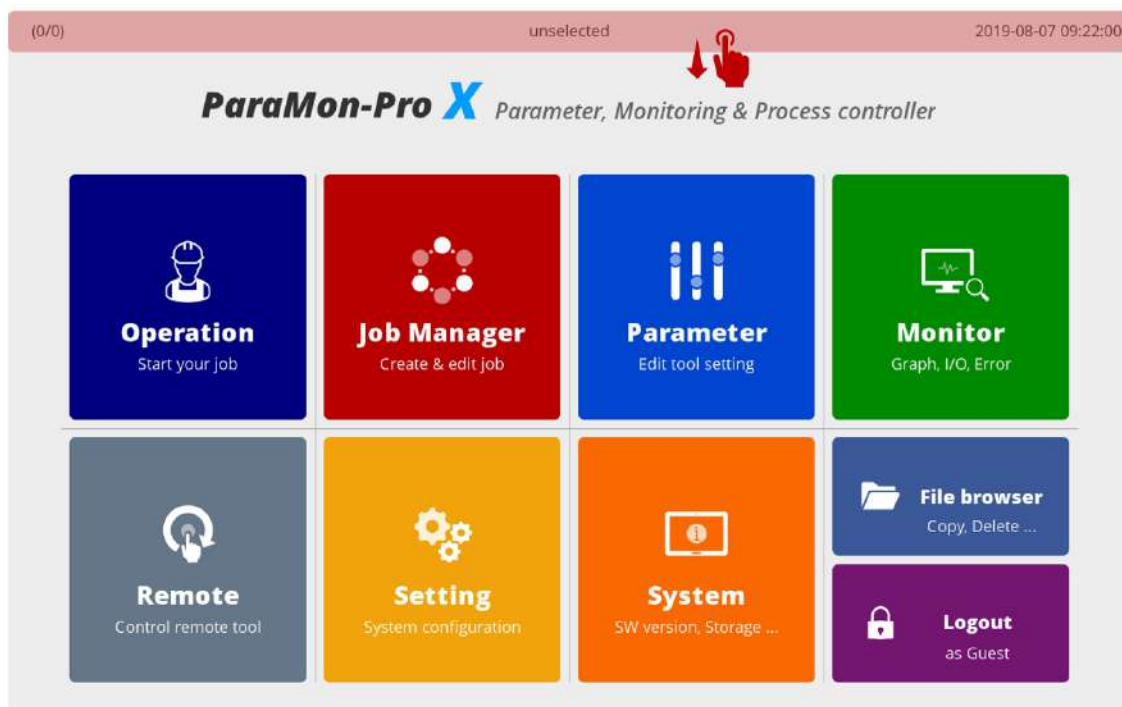 (0/0) unselected 2019-08-07 09:22:00
ParaMon-Pro X Parameter, Monitoring & Process controller
Operation
Start your job
Job Manager
Create & edit job
Parameter
Edit tool setting
Monitor
Graph, I/O, Error
Remote
Control remote tool
Setting
System configuration
System
SW version, Storage ...
File browser
Copy, Delete ...
Logout
as Guest